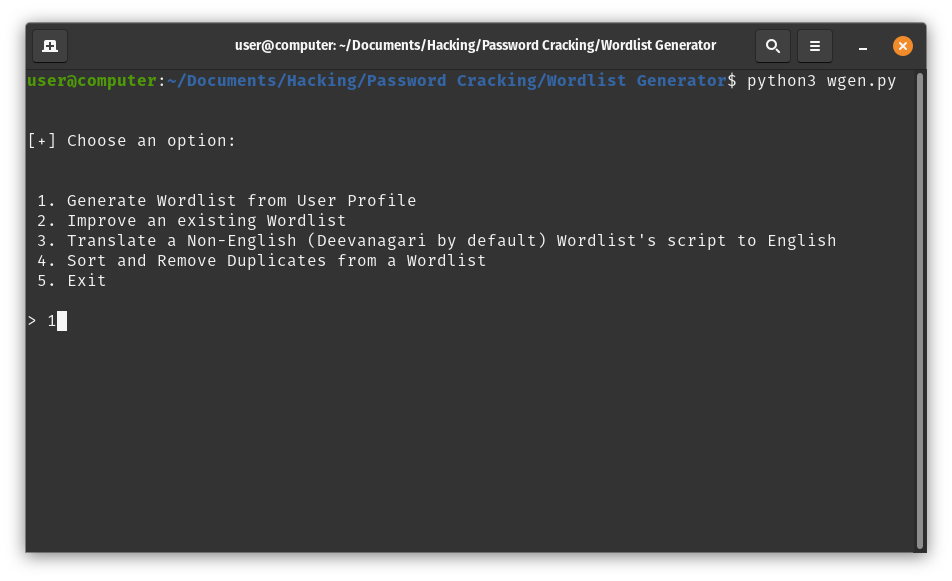 user@computer: ~/Documents/Hacking/Password Cracking/Wordlist Generator
user@computer:~/Documents/Hacking/Password Cracking/Wordlist Generator$ python3 wgen.py
[+] Choose an option:
1. Generate Wordlist from User Profile
2. Improve an existing Wordlist
3. Translate a Non-English (Deevanagari by default) Wordlist's script to English
4. Sort and Remove Duplicates from a Wordlist
5. Exit
> 1